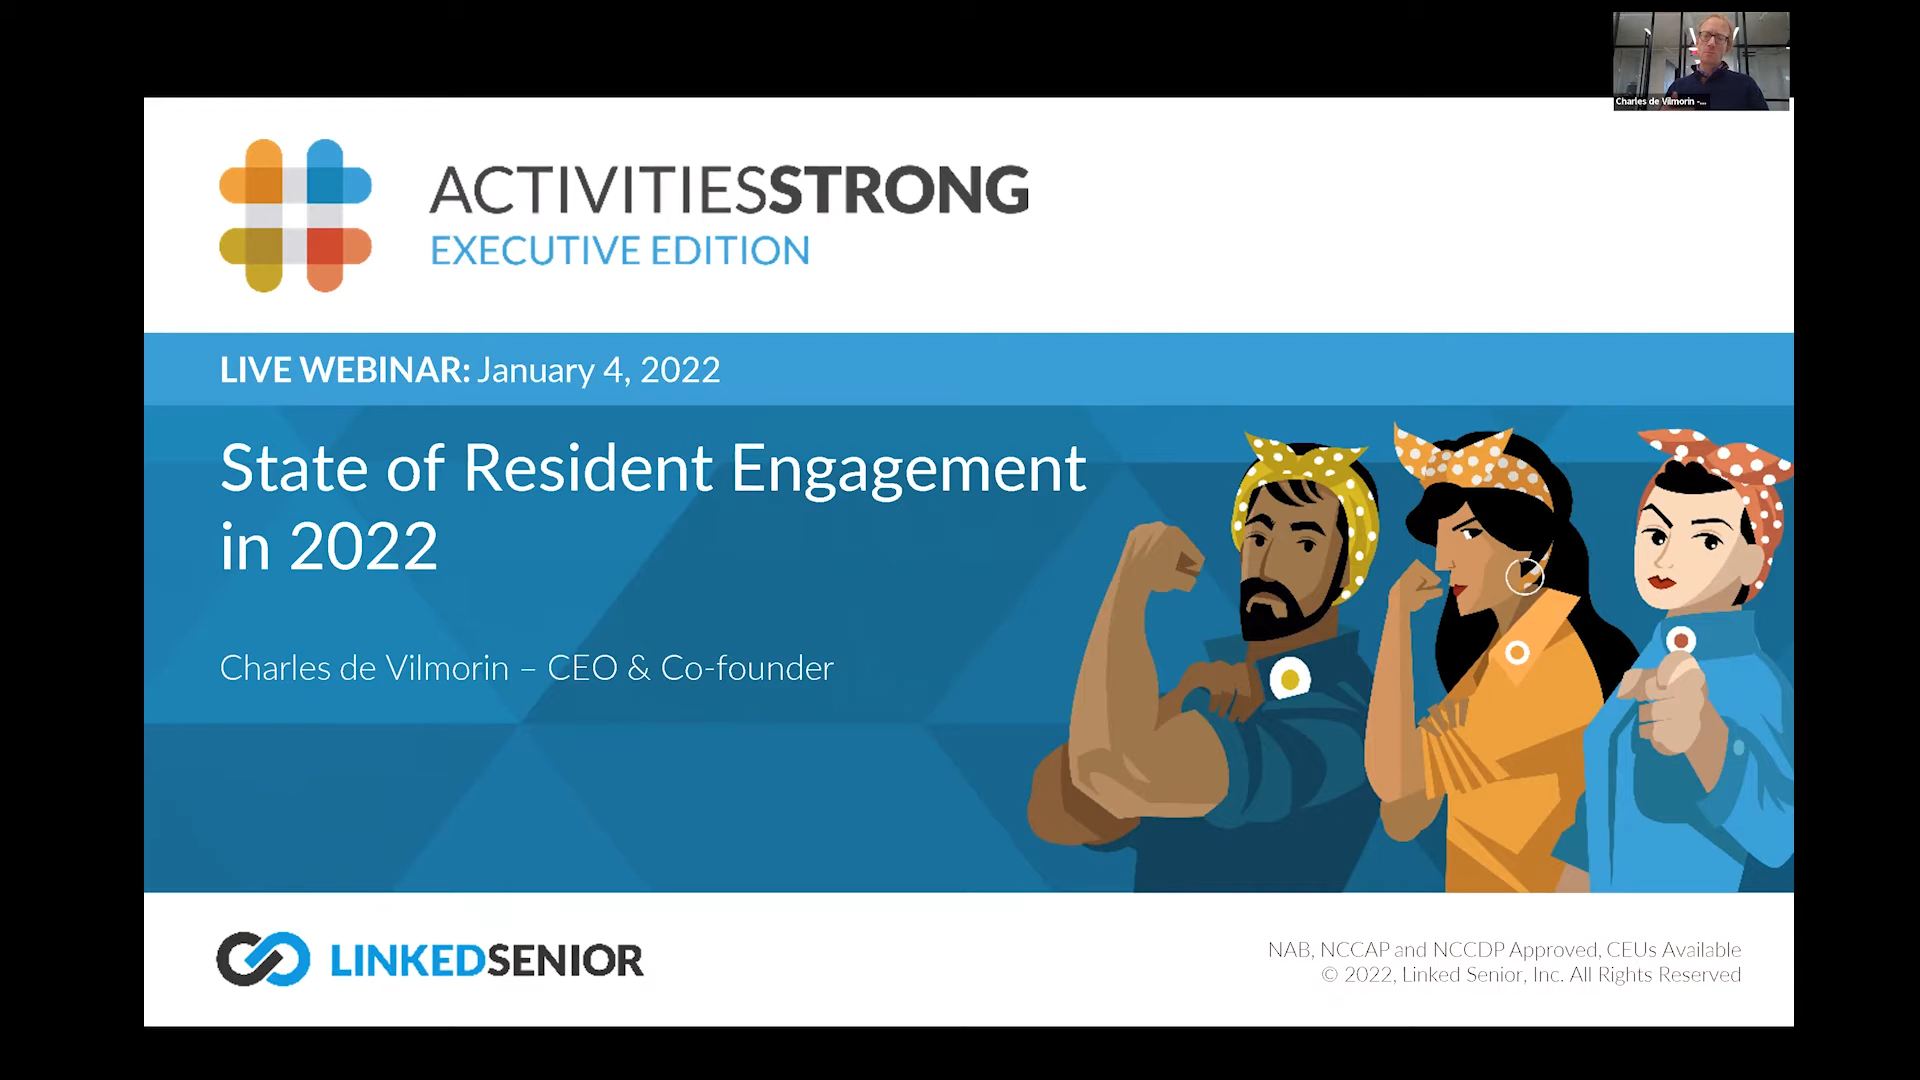 Charles de Vilmorin -...
ACTIVITIESSTRONG
EXECUTIVE EDITION
LIVE WEBINAR: January 4, 2022
State of Resident Engagement
in 2022
Charles de Vilmorin – CEO & Co-founder
LINKEDSENIOR
NAB, NCCAP and NCCDP Approved, CEUs Available
© 2022, Linked Senior, Inc. All Rights Reserved